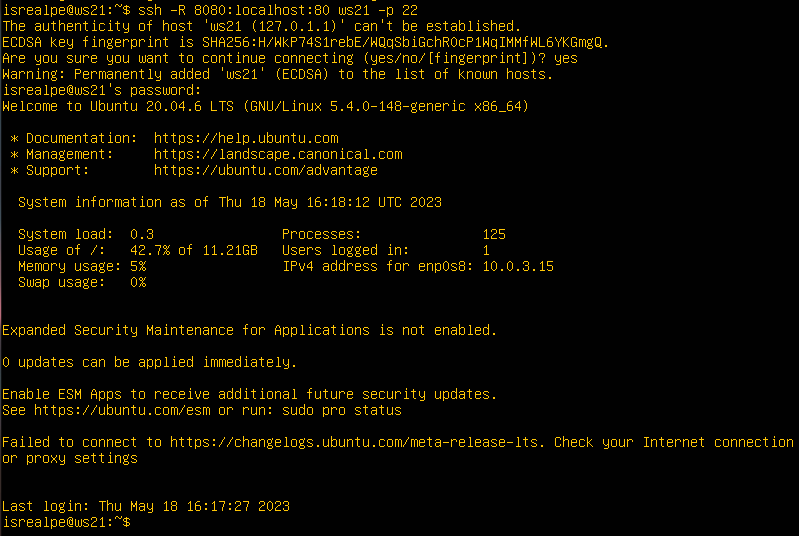 isrealpe@ws21:~$ ssh -R 8080:localhost:80 ws21 -p 22
The authenticity of host 'ws21 (127.0.1.1)' can't be established.
ECDSA key fingerprint is SHA256:H/WkP74S1rebE/WQqSbiGchROcP1WqIMMfWL6YKGmgQ.
Are you sure you want to continue connecting (yes/no/[fingerprint])? yes
Warning: Permanently added 'ws21' (ECDSA) to the list of known hosts.
isrealpe@ws21's password:
Welcome to Ubuntu 20.04.6 LTS (GNU/Linux 5.4.0-148-generic x86_64)
* Documentation:  https://help.ubuntu.com
* Management:     https://landscape.canonical.com
* Support:        https://ubuntu.com/advantage
System information as of Thu 18 May 16:18:12 UTC 2023
System load:  0.3                Processes:               125
Usage of /:   42.7% of 11.21GB   Users logged in:         1
Memory usage: 5%                 IPv4 address for enp0s8: 10.0.3.15
Swap usage:   0%
Expanded Security Maintenance for Applications is not enabled.
0 updates can be applied immediately.
Enable ESM Apps to receive additional future security updates.
See https://ubuntu.com/esm or run: sudo pro status
Failed to connect to https://changelogs.ubuntu.com/meta-release-lts. Check your Internet connection
or proxy settings
Last login: Thu May 18 16:17:27 2023
isrealpe@ws21:~$